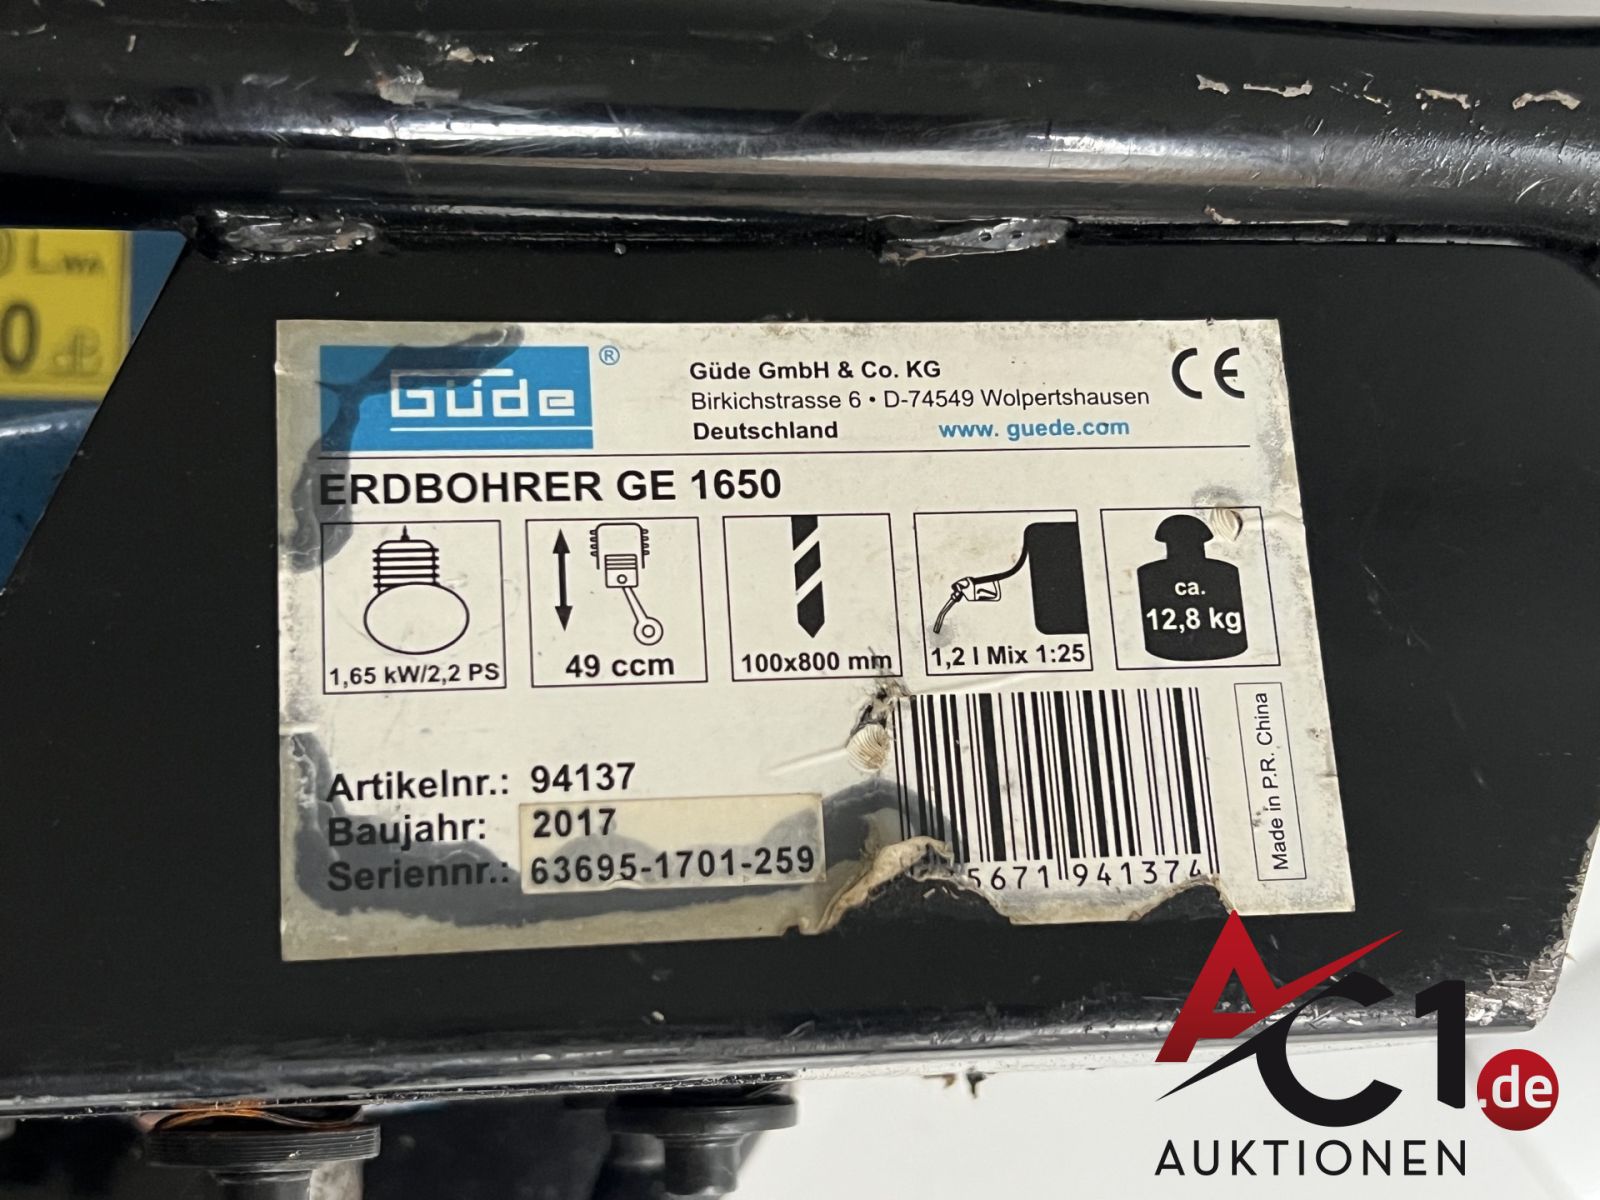 Güde ®
Güde GmbH & Co. KG
Birkichstrasse 6 • D-74549 Wolpertshausen
Deutschland www. guede.com
CE
ERDBOHRER GE 1650
1,65 kW/2,2 PS
49 ccm
100x800 mm
1,2 l Mix 1:25
ca.
12,8 kg
Artikelnr.: 94137
Baujahr: 2017
Seriennr.: 63695-1701-259
5671 941374
Made in P.R. China
AC1.de
AUKTIONEN